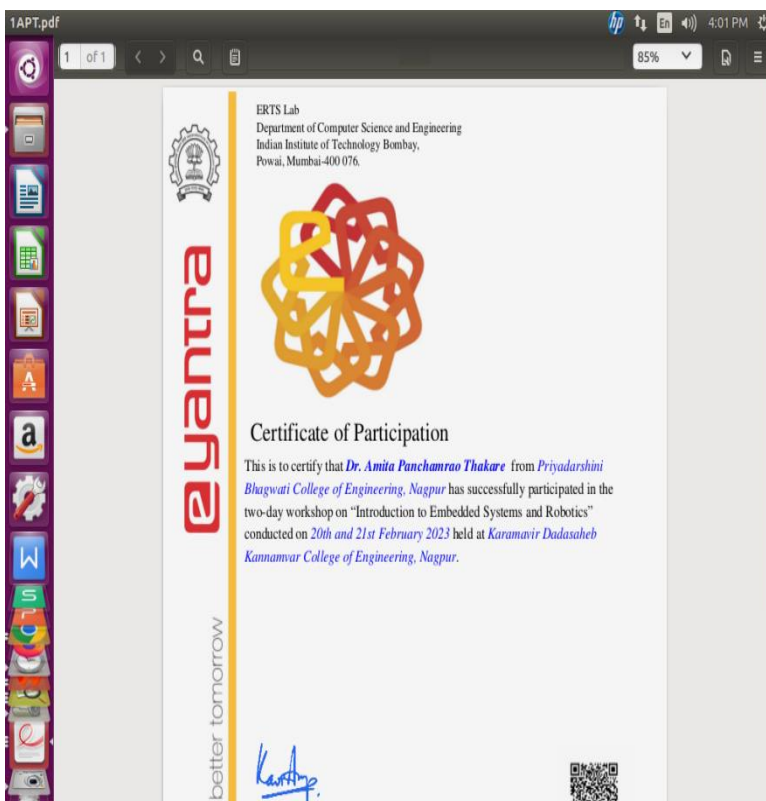 1APT.pdf
hp
En
4:01 PM
1 of 1
85%
ERTS Lab
Department of Computer Science and Engineering
Indian Institute of Technology Bombay,
Powai, Mumbai-400 076.
e yantra
better tomorrow
Certificate of Participation
This is to certify that Dr. Amita Panchamrao Thakare from Priyadarshini
Bhagwati College of Engineering, Nagpur has successfully participated in the
two-day workshop on “Introduction to Embedded Systems and Robotics”
conducted on 20th and 21st February 2023 held at Karamavir Dadasaheb
Kannamvar College of Engineering, Nagpur.
A
a
W
S
P